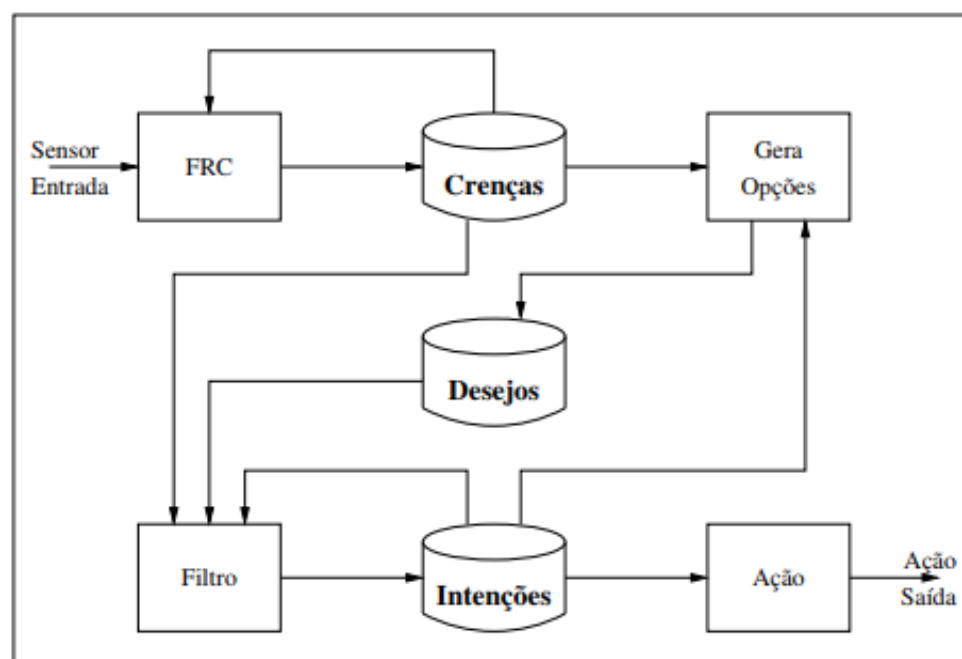 Sensor
Entrada
FRC
Crenças
Gera
Opções
Desejos
Filtro
Intenções
Ação
Ação
Saída